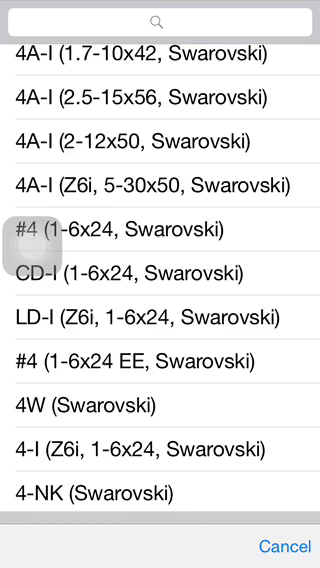 4A-I (1.7-10x42, Swarovski)
4A-I (2.5-15x56, Swarovski)
4A-I (2-12x50, Swarovski)
4A-I (Z6i, 5-30x50, Swarovski)
#4 (1-6x24, Swarovski)
CD-I (1-6x24, Swarovski)
LD-I (Z6i, 1-6x24, Swarovski)
#4 (1-6x24 EE, Swarovski)
4W (Swarovski)
4-I (Z6i, 1-6x24, Swarovski)
4-NK (Swarovski)
Cancel